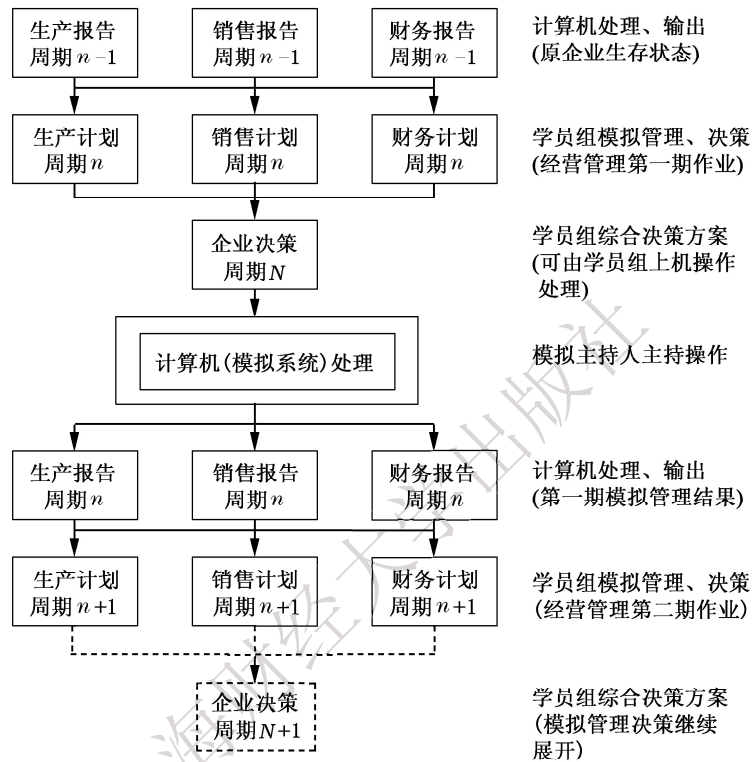 生产报告
周期n-1
销售报告
周期n-1
财务报告
周期n-1
计算机处理、输出
(原企业生存状态)
生产计划
周期n
销售计划
周期n
财务计划
周期n
学员组模拟管理、决策
(经营管理第一期作业)
企业决策
周期N
学员组综合决策方案
(可由学员组上机操作
处理)
计算机(模拟系统)处理
模拟主持人主持操作
生产报告
周期n
销售报告
周期n
财务报告
周期n
计算机处理、输出
(第一期模拟管理结果)
生产计划
周期n+1
销售计划
周期n+1
财务计划
周期n+1
学员组模拟管理、决策
(经营管理第二期作业)
企业决策
周期N+1
学员组综合决策方案
(模拟管理决策继续
展开)
海财经大学出版社